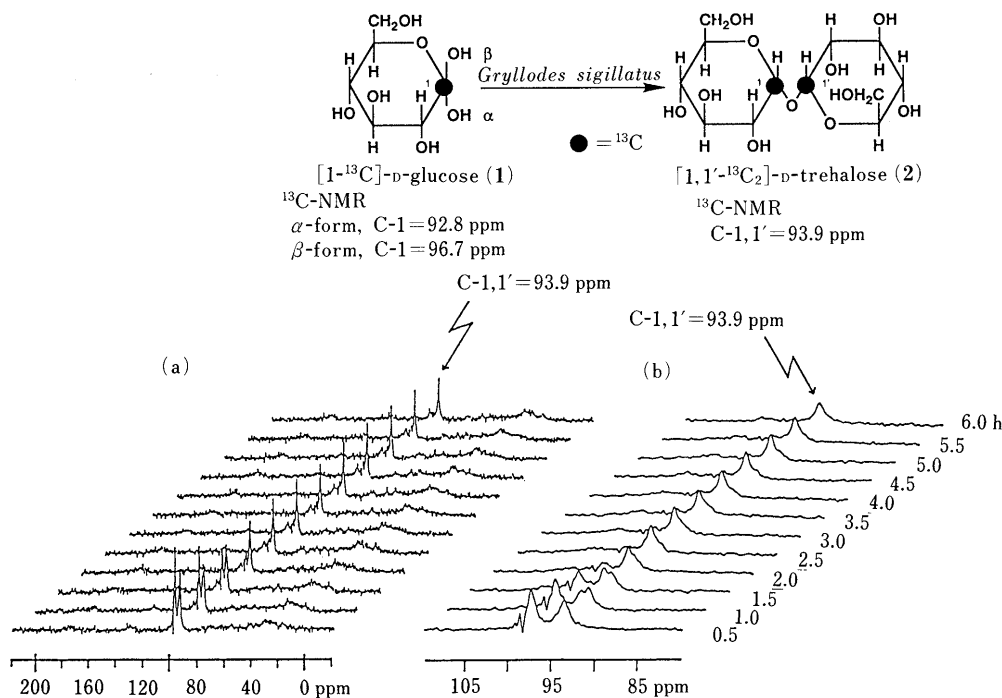 CH₂OH
H
O
OH
β
H
H
1
OH
H
HO
OH
α
H
OH
Gryllodes sigillatus
● = ¹³C
CH₂OH
H
O
H
H
H
1
OH
H
HO
H
OH
O
H
OH
H
H
1'
OH
H
HOH₂C
OH
O
H
H
[1-¹³C]-D-glucose (1)
¹³C-NMR
α-form, C-1=92.8 ppm
β-form, C-1=96.7 ppm
[1,1′-¹³C₂]-D-trehalose (2)
¹³C-NMR
C-1,1′=93.9 ppm
C-1,1′=93.9 ppm
C-1,1′=93.9 ppm
(a)
(b)
6.0 h
5.5
5.0
4.5
4.0
3.5
3.0
2.5
2.0
1.5
1.0
0.5
200 160 120 80 40 0 ppm
105 95 85 ppm